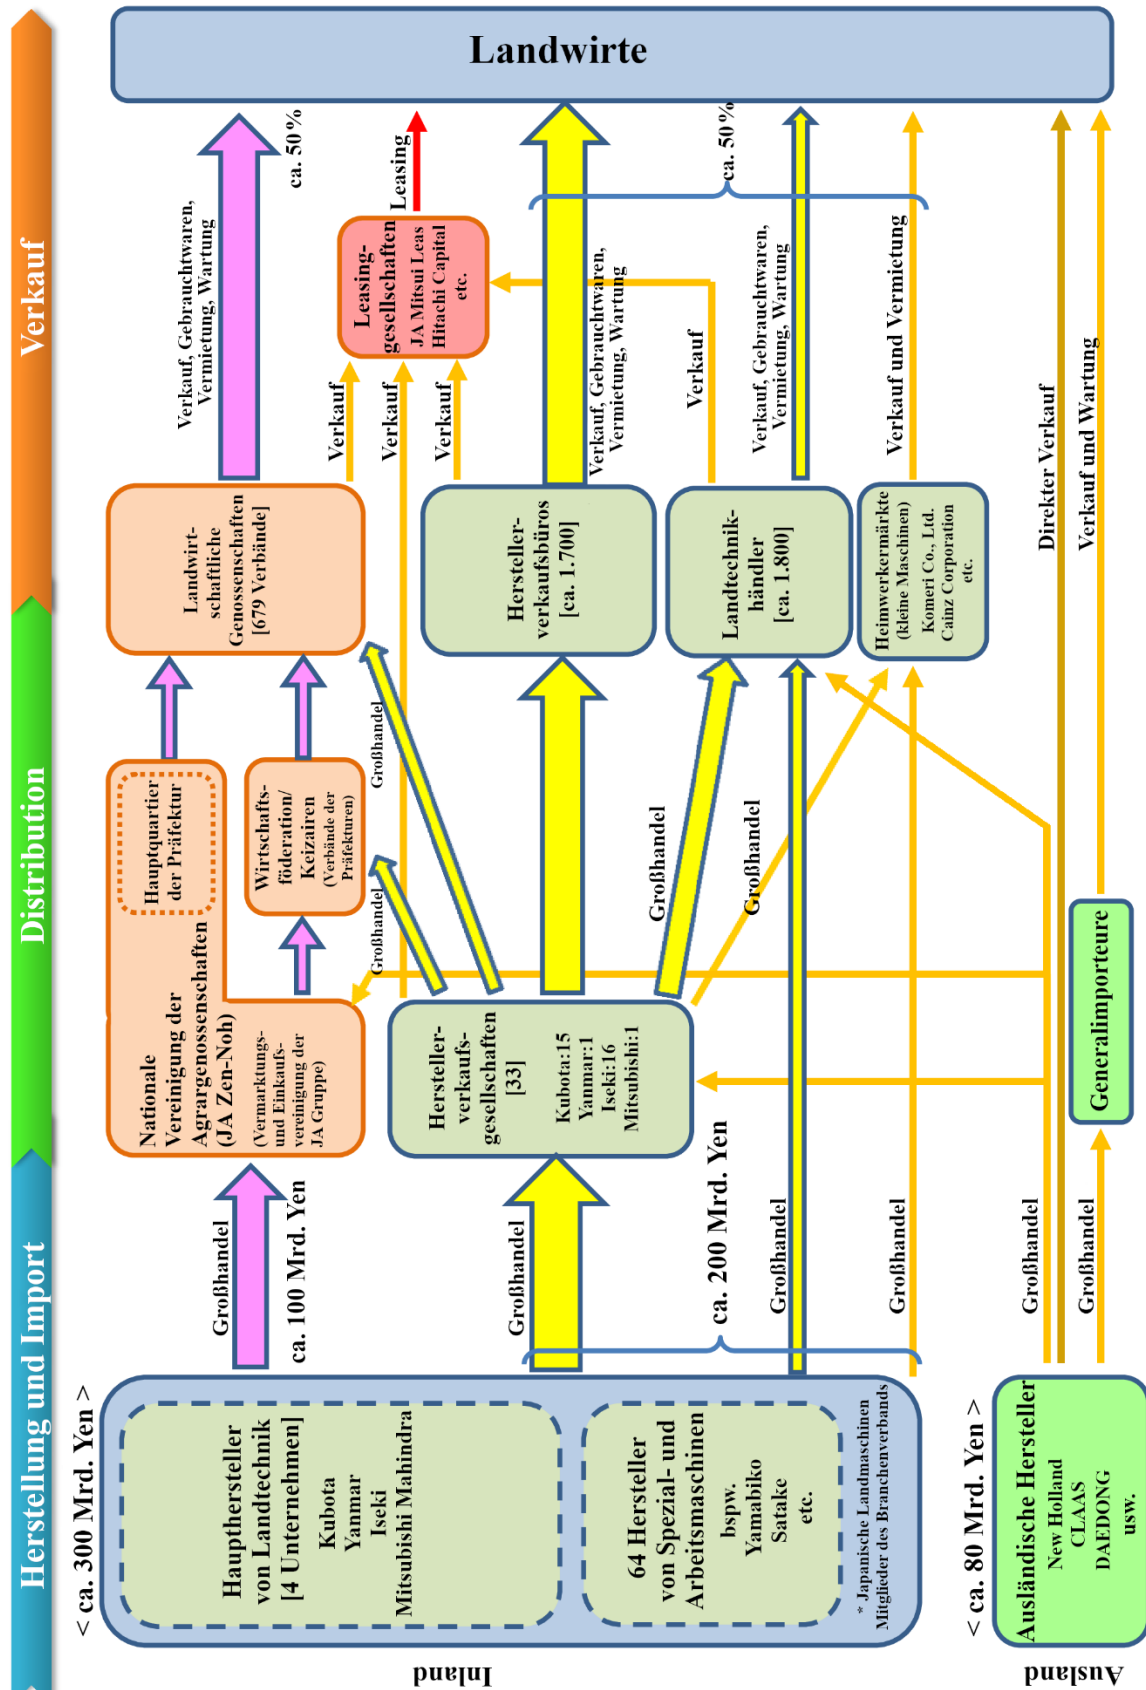 Herstellung und Import
Distribution
Verkauf
Inland
Ausland
< ca. 300 Mrd. Yen >
Haupthersteller
von Landtechnik
[4 Unternehmen]
Kubota
Yanmar
Iseki
Mitsubishi Mahindra
64 Hersteller
von Spezial- und
Arbeitsmaschinen
bspw.
Yamabiko
Satake
etc.
* Japanische Landmaschinen
Mitglieder des Branchenverbands
< ca. 80 Mrd. Yen >
Ausländische Hersteller
New Holland
CLAAS
DAEDONG
usw.
Großhandel
ca. 100 Mrd. Yen
Großhandel
ca. 200 Mrd. Yen
Großhandel
Großhandel
Großhandel
Großhandel
Nationale
Vereinigung der
Agrargenossenschaften
(JA Zen-Noh)
(Vermarktungs-
und Einkaufs-
vereinigung der
JA Gruppe)
Hauptquartier
der Präfektur
Wirtschafts-
föderation/
Keizairen
(Verbände der
Präfekturen)
Hersteller-
verkaufs-
gesellschaften
[33]
Kubota:15
Yanmar:1
Iseki:16
Mitsubishi:1
Generalimporteure
Großhandel
Großhandel
Großhandel
Großhandel
Landwirt-
schaftliche
Genossenschaften
[679 Verbände]
Hersteller-
verkaufsbüros
[ca. 1.700]
Landtechnik-
händler
[ca. 1.800]
Heimwerkermärkte
(kleine Maschinen)
Komeri Co., Ltd.
Cainz Corporation
etc.
Verkauf, Gebrauchtwaren,
Vermietung, Wartung
ca. 50 %
Verkauf
Verkauf
Verkauf
Leasing-
gesellschaften
JA Mitsui Leas
Hitachi Capital
etc.
Leasing
Verkauf, Gebrauchtwaren,
Vermietung, Wartung
Verkauf
ca. 50 %
Verkauf, Gebrauchtwaren,
Vermietung, Wartung
Verkauf und Vermietung
Direkter Verkauf
Verkauf und Wartung
Landwirte